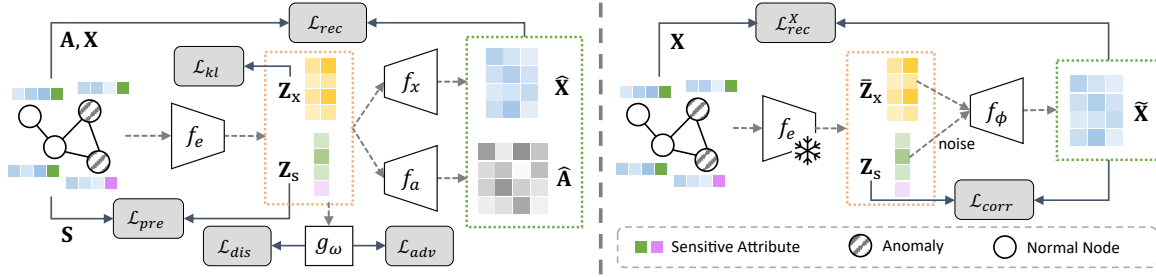 A, X
ℒ_rec
ℒ_kl
Z_x
f_x
X̂
f_e
Z_s
f_a
Â
S
ℒ_pre
ℒ_dis
g_ω
ℒ_adv
X
ℒ_rec^X
Z̄_x
f_e
f_ϕ
X̃
noise
Z_s
ℒ_corr
Sensitive Attribute
Anomaly
Normal Node